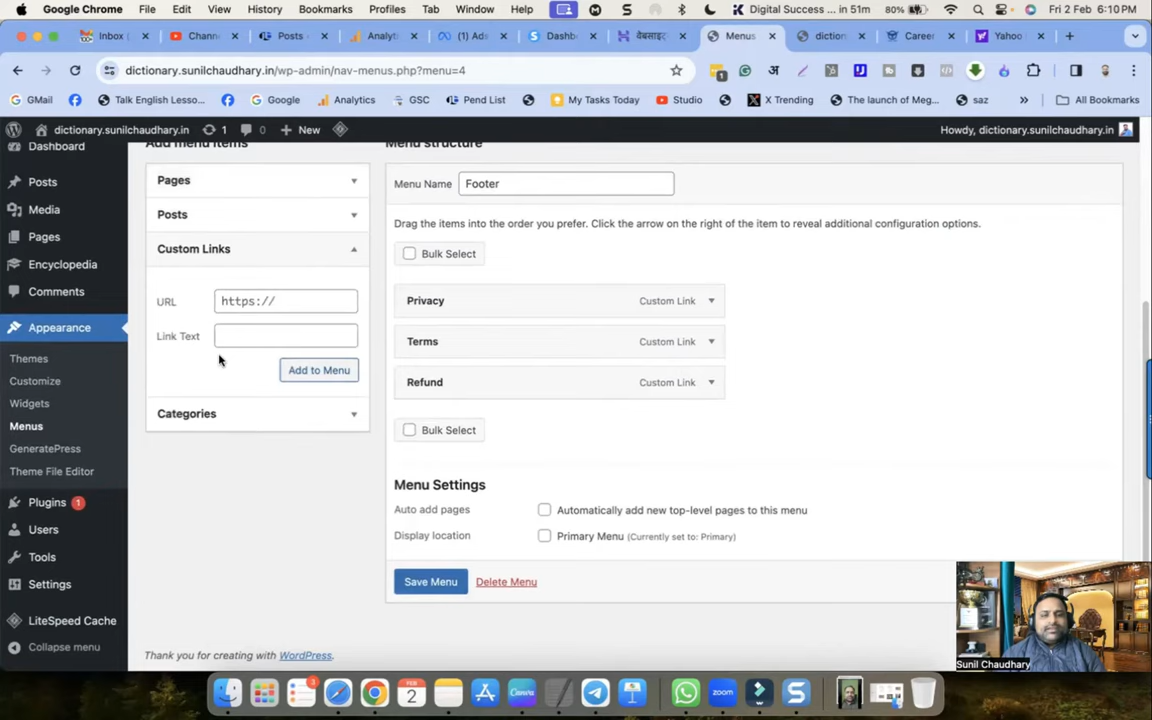 Google Chrome File Edit View History Bookmarks Profiles Tab Window Help Digital Success ... in 51m 80% Fri 2 Feb 6:10 PM
Inbox ( Chann Posts Analyti (1) Ads Dashb वेबसाइट Menus diction Career Yahoo
dictionary.sunilchaudhary.in/wp-admin/nav-menus.php?menu=4
GMail Talk English Lesso... Google Analytics GSC Pend List My Tasks Today Studio X Trending The launch of Meg... saz All Bookmarks
dictionary.sunilchaudhary.in 1 0 New Howdy, dictionary.sunilchaudhary.in
Dashboard
Posts
Media
Pages
Encyclopedia
Comments
Appearance
Themes
Customize
Widgets
Menus
GeneratePress
Theme File Editor
Plugins 1
Users
Tools
Settings
LiteSpeed Cache
Collapse menu
Add menu items
Pages
Posts
Custom Links
URL https://
Link Text
Add to Menu
Categories
Menu structure
Menu Name Footer
Drag the items into the order you prefer. Click the arrow on the right of the item to reveal additional configuration options.
Bulk Select
Privacy Custom Link
Terms Custom Link
Refund Custom Link
Bulk Select
Menu Settings
Auto add pages Automatically add new top-level pages to this menu
Display location Primary Menu (Currently set to: Primary)
Save Menu Delete Menu
Thank you for creating with WordPress.
Sunil Chaudhary
FEB
2
3
zoom